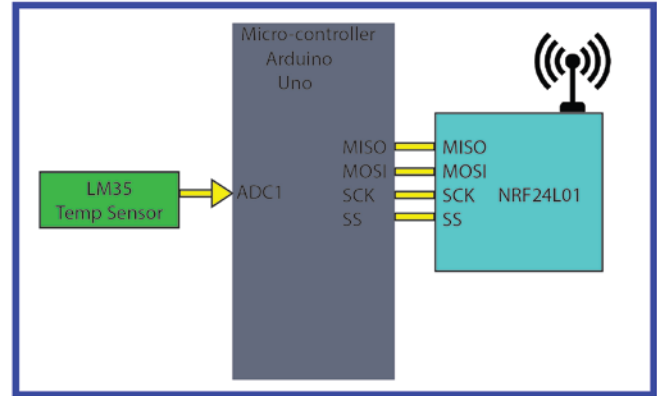 Micro-controller
Arduino
Uno
LM35
Temp Sensor
ADC1
MISO
MOSI
SCK
SS
MISO
MOSI
SCK
SS
NRF24L01